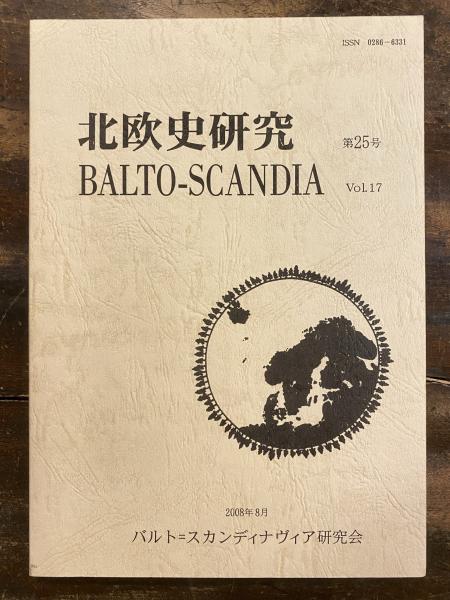 ISSN 0286-6331
北欧史研究 第25号
BALTO-SCANDIA Vol.17
2008年8月
バルト=スカンディナヴィア研究会